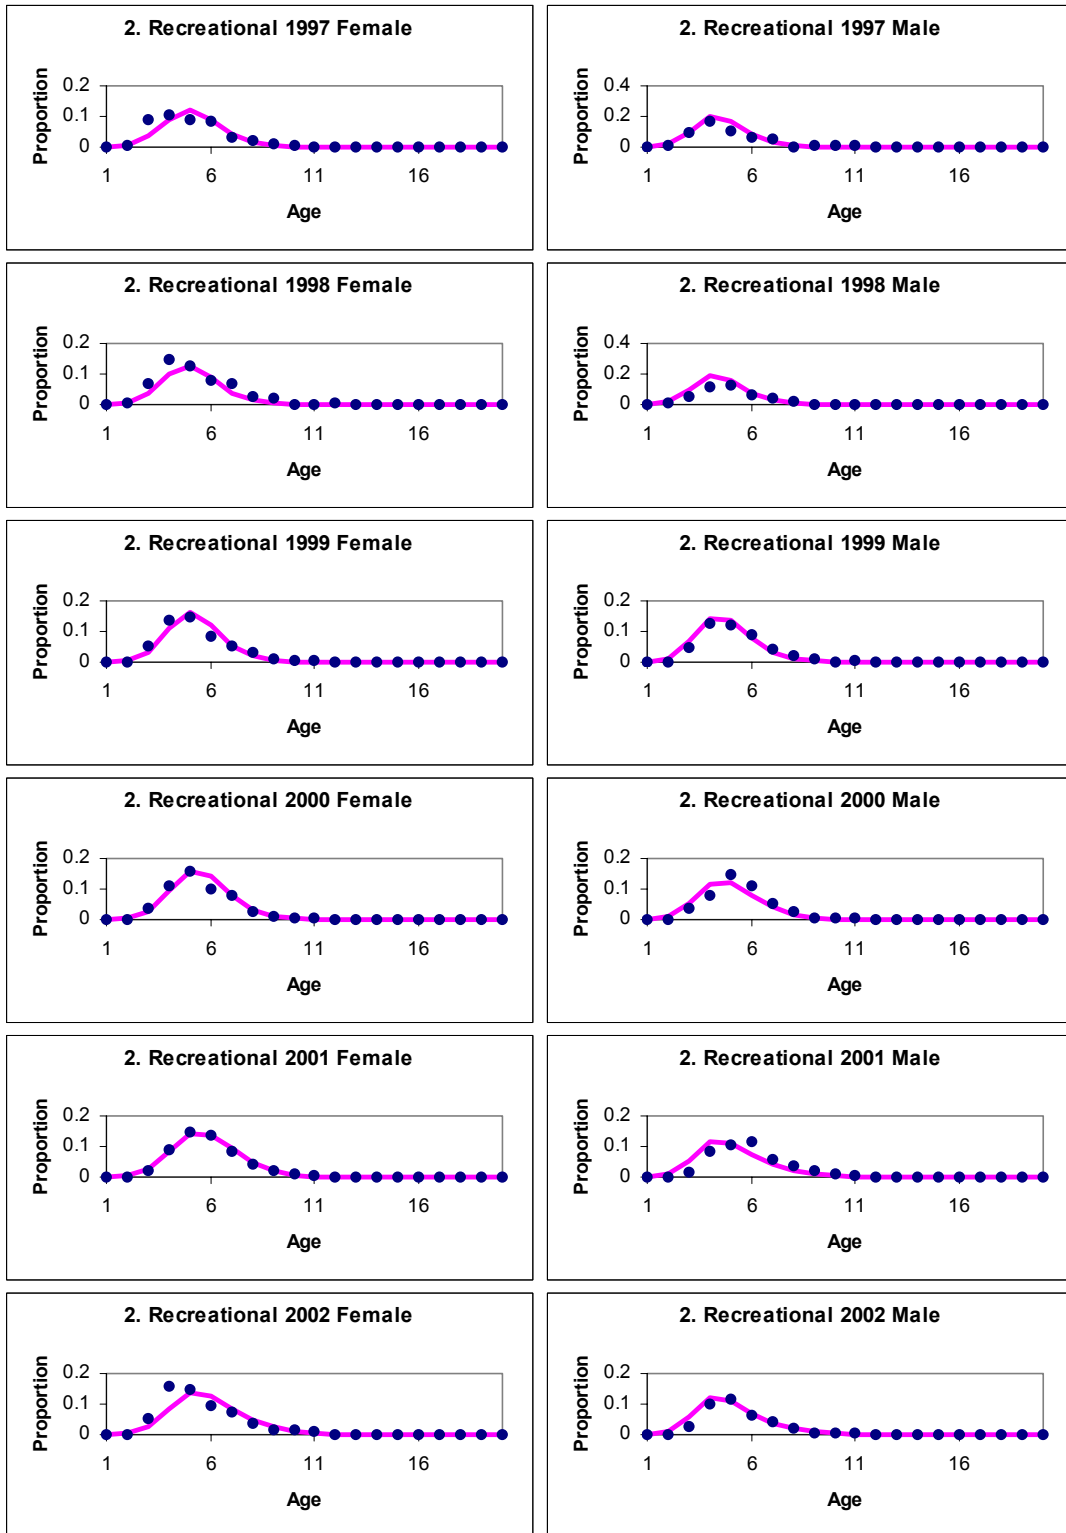 2. Recreational 1997 Female
0.2
0.1
0
Proportion
1 6 11 16
Age
2. Recreational 1997 Male
0.4
0.2
0
Proportion
1 6 11 16
Age
2. Recreational 1998 Female
0.2
0.1
0
Proportion
1 6 11 16
Age
2. Recreational 1998 Male
0.4
0.2
0
Proportion
1 6 11 16
Age
2. Recreational 1999 Female
0.2
0.1
0
Proportion
1 6 11 16
Age
2. Recreational 1999 Male
0.2
0.1
0
Proportion
1 6 11 16
Age
2. Recreational 2000 Female
0.2
0.1
0
Proportion
1 6 11 16
Age
2. Recreational 2000 Male
0.2
0.1
0
Proportion
1 6 11 16
Age
2. Recreational 2001 Female
0.2
0.1
0
Proportion
1 6 11 16
Age
2. Recreational 2001 Male
0.2
0.1
0
Proportion
1 6 11 16
Age
2. Recreational 2002 Female
0.2
0.1
0
Proportion
1 6 11 16
Age
2. Recreational 2002 Male
0.2
0.1
0
Proportion
1 6 11 16
Age